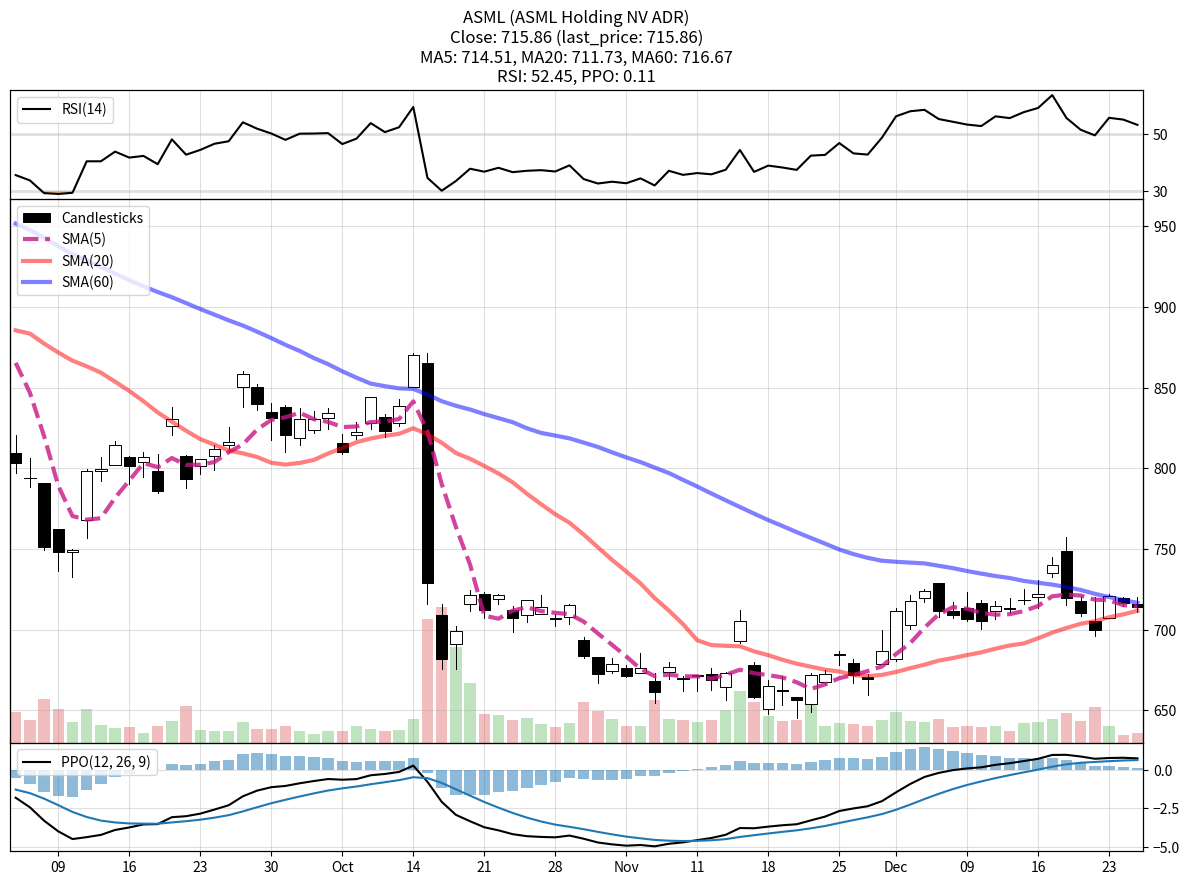 ASML (ASML Holding NV ADR)
Close: 715.86 (last_price: 715.86)
MA5: 714.51, MA20: 711.73, MA60: 716.67
RSI: 52.45, PPO: 0.11
RSI(14)
50
30
Candlesticks
SMA(5)
SMA(20)
SMA(60)
950
900
850
800
750
700
650
PPO(12, 26, 9)
0.0
−2.5
−5.0
09 16 23 30 Oct 14 21 28 Nov 11 18 25 Dec 09 16 23